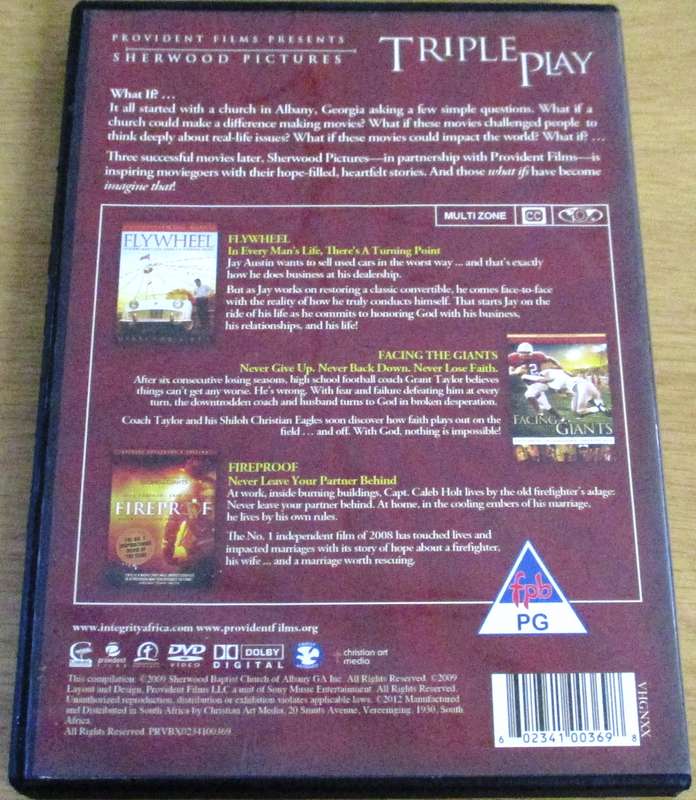 PROVIDENT FILMS PRESENTS
SHERWOOD PICTURES
TRIPLE PLAY
What If? ...
It all started with a church in Albany, Georgia asking a few simple questions. What if a
church could make a difference making movies? What if these movies challenged people to
think deeply about real-life issues? What if these movies could impact the world? What if? ...
Three successful movies later, Sherwood Pictures—in partnership with Provident Films—is
inspiring moviegoers with their hope-filled, heartfelt stories. And those what ifs have become
imagine that!
MULTI ZONE
CC
FLYWHEEL
FLYWHEEL
In Every Man's Life, There's A Turning Point
Jay Austin wants to sell used cars in the worst way ... and that's exactly
how he does business at his dealership.
But as Jay works on restoring a classic convertible, he comes face-to-face
with the reality of how he truly conducts himself. That starts Jay on the
ride of his life as he commits to honoring God with his business,
his relationships, and his life!
DIRECTOR'S CUT
FACING THE GIANTS
Never Give Up. Never Back Down. Never Lose Faith.
After six consecutive losing seasons, high school football coach Grant Taylor believes
things can't get any worse. He's wrong. With fear and failure defeating him at every
turn, the downtrodden coach and husband turns to God in broken desperation.
Coach Taylor and his Shiloh Christian Eagles soon discover how faith plays out on the
field ... and off. With God, nothing is impossible!
2
FACING THE GIANTS
FIREPROOF
FIREPROOF
Never Leave Your Partner Behind
At work, inside burning buildings, Capt. Caleb Holt lives by the old firefighter's adage:
Never leave your partner behind. At home, in the cooling embers of his marriage,
he lives by his own rules.
The No. 1 independent film of 2008 has touched lives and
impacted marriages with its story of hope about a firefighter,
his wife ... and a marriage worth rescuing.
fpb
PG
www.integrityafrica.com www.providentfilms.org
provident
FILMS
DVD
VIDEO
DOLBY
DIGITAL
christian art
media
This compilation. ©2009 Sherwood Baptist Church of Albany GA Inc. All Rights Reserved. ©2009
Layout and Design, Provident Films LLC a unit of Sony Music Entertainment. All Rights Reserved.
Unauthorized reproduction, distribution or exhibition violates applicable laws. ©2012 Manufactured
and Distributed in South Africa by Christian Art Media, 20 Smuts Avenue, Vereeniging, 1930, South
Africa.
All Rights Reserved. PRVBX0234100369
VHGNXX
6 02341 00369 8